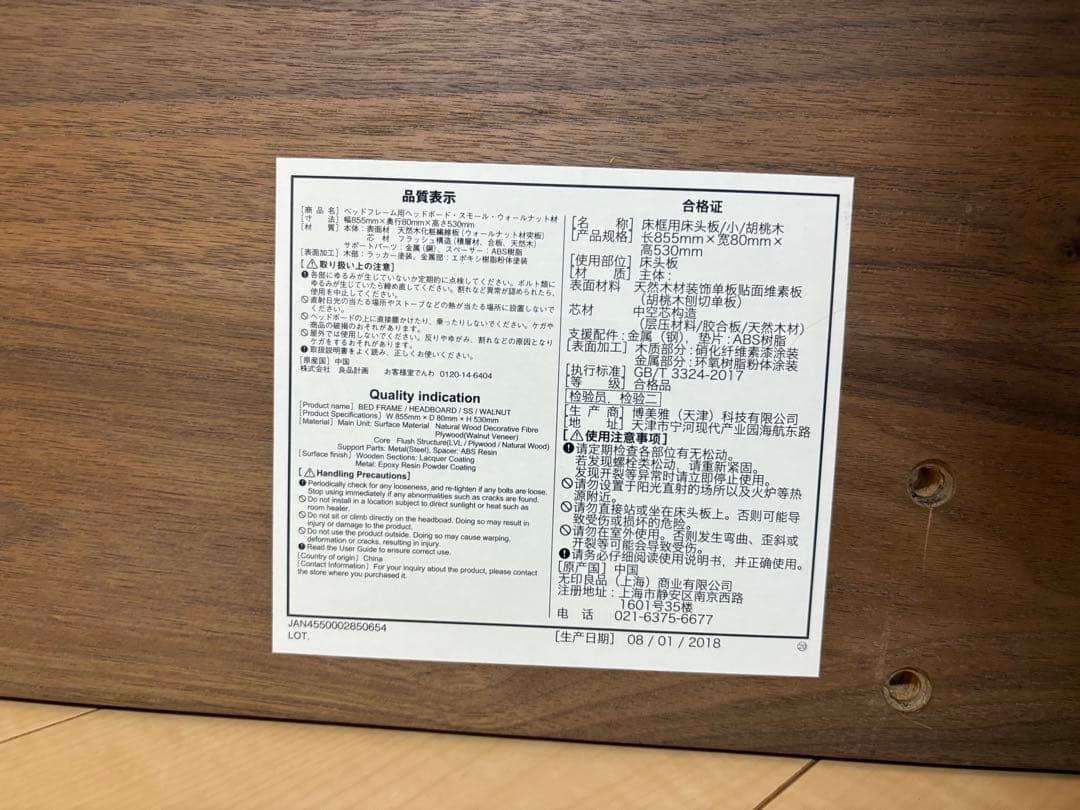 品質表示
[商 品 名] ベッドフレーム用ヘッドボード・スモール・ウォールナット材
[寸 法] 幅855mm×奥行80mm×高さ530mm
[材 質] 本体：表面材 天然木化粧繊維板（ウォールナット材突板）
芯 材 フラッシュ構造（積層材、合板、天然木）
サポートパーツ：金属（鋼）、スペーサー：ABS樹脂
[表面加工] 木部：ラッカー塗装、金属部：エポキシ樹脂粉体塗装
[⚠取り扱い上の注意]
各部にゆるみが生じていないか定期的に点検してください。ボルト類に
ゆるみが生じていたら締め直してください。割れなど異常が認められたら、
使用を中止してください。
直射日光の当たる場所やストーブなどの熱が当たる場所に設置しないで
ください。
ヘッドボードの上に直接腰かけたり、乗ったりしないでください。ケガや
商品の破損のおそれがあります。
屋外では使用しないでください。反りやゆがみ、割れなどの原因となり
ケガをするおそれがあります。
取扱説明書をよく読み、正しくお使いください。
[原産国] 中国
株式会社 良品計画 お客様室でんわ 0120-14-6404
Quality indication
[Product name] BED FRAME / HEADBOARD / SS / WALNUT
[Product Specifications] W 855mm × D 80mm × H 530mm
[Material] Main Unit: Surface Material Natural Wood Decorative Fibre
Plywood(Walnut Veneer)
Core Flush Structure(LVL / Plywood / Natural Wood)
Support Parts: Metal(Steel), Spacer: ABS Resin
[Surface finish] Wooden Sections: Lacquer Coating
Metal: Epoxy Resin Powder Coating
[⚠Handling Precautions]
Periodically check for any looseness, and re-tighten if any bolts are loose.
Stop using immediately if any abnormalities such as cracks are found.
Do not install in a location subject to direct sunlight or heat such as
room heater.
Do not sit or climb directly on the headboad. Doing so may result in
injury or damage to the product.
Do not use the product outside. Doing so may cause warping,
deformation or cracks, resulting in injury.
Read the User Guide to ensure correct use.
[Country of origin] China
[Contact Information] For your inquiry about the product, please contact
the store where you purchased it.
JAN4550002850654
LOT.
合格证
[名 称] 床框用床头板/小/胡桃木
[产品规格] 长855mm×宽80mm×
高530mm
[使用部位] 床头板
[材 质] 主体：
表面材料 天然木材装饰单板贴面维素板
（胡桃木刨切单板）
芯材 中空芯构造
（层压材料/胶合板/天然木材）
支援配件：金属（钢），垫片：ABS树脂
[表面加工] 木质部分：硝化纤维素漆涂装
金属部分：环氧树脂粉体涂装
[执行标准] GB/T 3324-2017
[等 级] 合格品
检验员，检验二
[生 产 商] 博美雅（天津）科技有限公司
[地 址] 天津市宁河现代产业园海航东路
[⚠使用注意事项]
请定期检查各部位有无松动。
若发现螺栓类松动，请重新紧固。
发现开裂等异常时请立即停止使用。
请勿设置于阳光直射的场所以及火炉等热
源附近。
请勿直接站或坐在床头板上。否则可能导
致受伤或损坏的危险。
请勿在室外使用。否则发生弯曲、歪斜或
开裂等可能会导致受伤。
请务必仔细阅读使用说明书，并正确使用。
[原产国] 中国
无印良品（上海）商业有限公司
注册地址：上海市静安区南京西路
1601号35楼
电 话 021-6375-6677
[生产日期] 08 / 01 / 2018
⑳